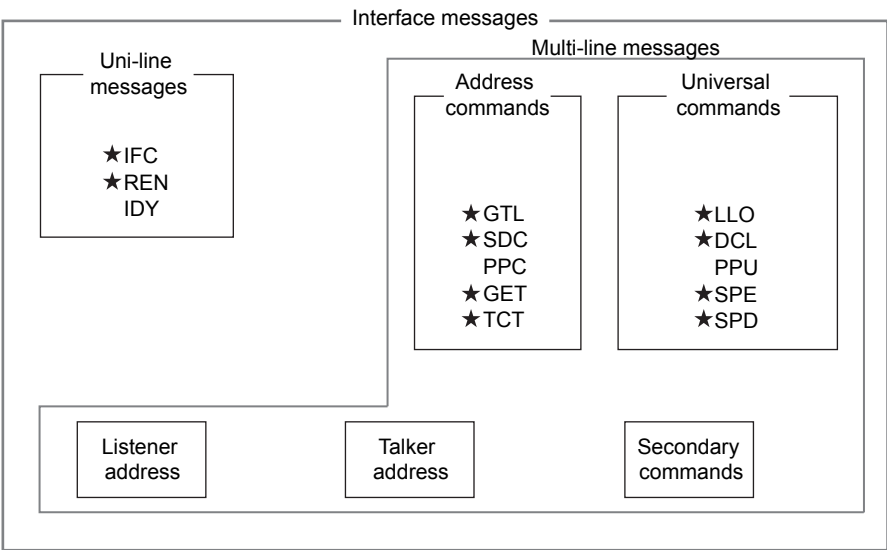 Interface messages
Multi-line messages
Uni-line
messages
★IFC
★REN
IDY
Address
commands
★GTL
★SDC
PPC
★GET
★TCT
Universal
commands
★LLO
★DCL
PPU
★SPE
★SPD
Listener
address
Talker
address
Secondary
commands